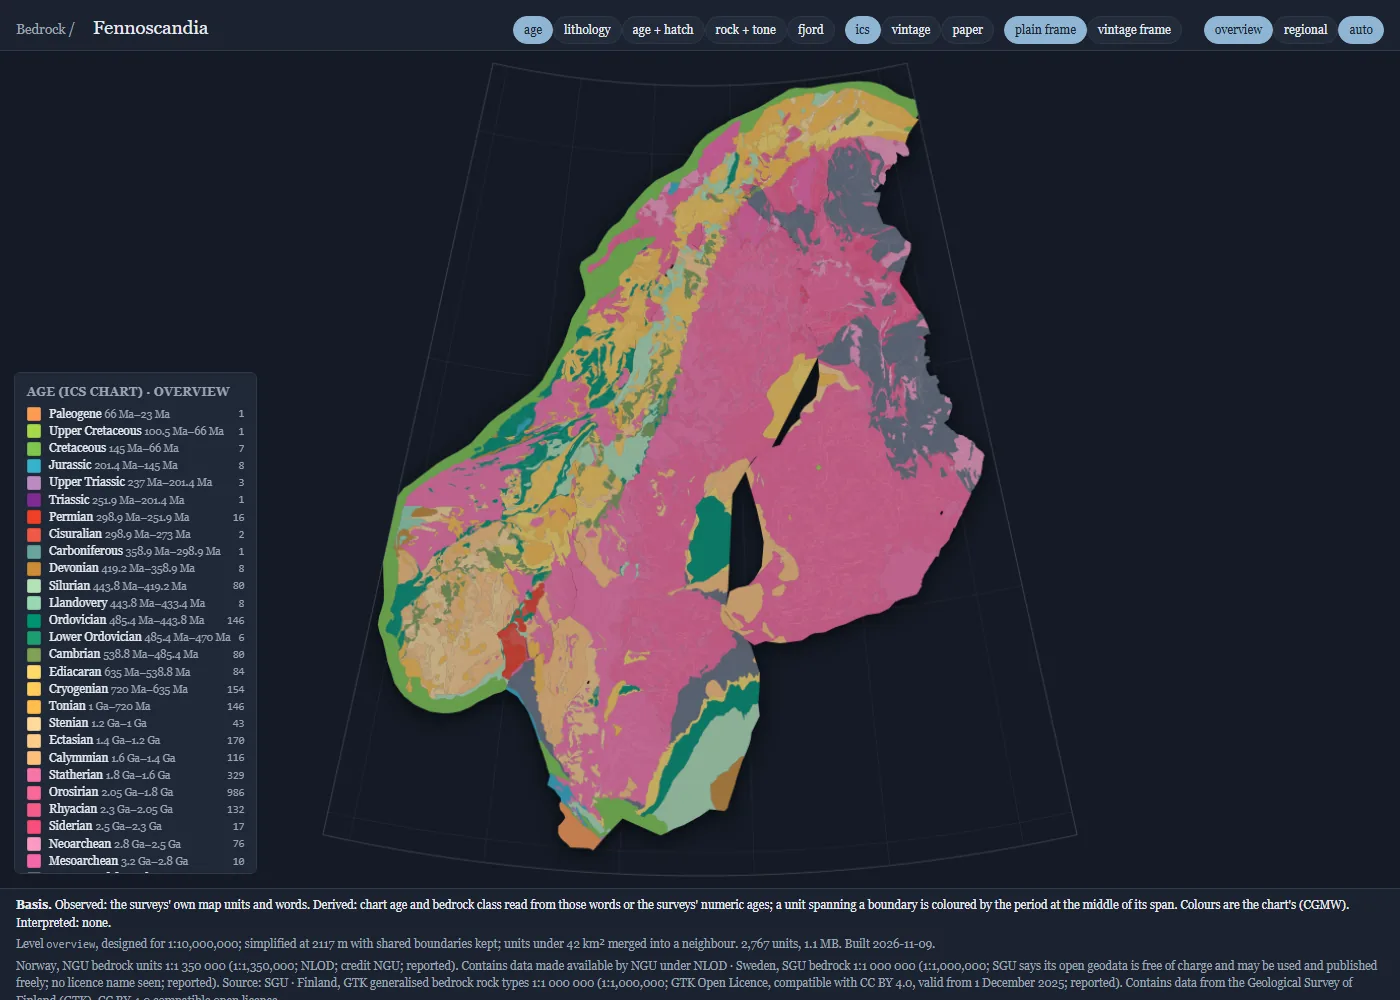 Bedrock / Fennoscandia
age lithology age + hatch rock + tone fjord ics vintage paper plain frame vintage frame overview regional auto
AGE (ICS CHART) · OVERVIEW
Paleogene 66 Ma–23 Ma 1
Upper Cretaceous 100.5 Ma–66 Ma 1
Cretaceous 145 Ma–66 Ma 7
Jurassic 201.4 Ma–145 Ma 8
Upper Triassic 237 Ma–201.4 Ma 3
Triassic 251.9 Ma–201.4 Ma 1
Permian 298.9 Ma–251.9 Ma 16
Cisuralian 298.9 Ma–273 Ma 2
Carboniferous 358.9 Ma–298.9 Ma 1
Devonian 419.2 Ma–358.9 Ma 8
Silurian 443.8 Ma–419.2 Ma 80
Llandovery 443.8 Ma–433.4 Ma 8
Ordovician 485.4 Ma–443.8 Ma 146
Lower Ordovician 485.4 Ma–470 Ma 6
Cambrian 538.8 Ma–485.4 Ma 80
Ediacaran 635 Ma–538.8 Ma 84
Cryogenian 720 Ma–635 Ma 154
Tonian 1 Ga–720 Ma 146
Stenian 1.2 Ga–1 Ga 43
Ectasian 1.4 Ga–1.2 Ga 170
Calymmian 1.6 Ga–1.4 Ga 116
Statherian 1.8 Ga–1.6 Ga 329
Orosirian 2.05 Ga–1.8 Ga 986
Rhyacian 2.3 Ga–2.05 Ga 132
Siderian 2.5 Ga–2.3 Ga 17
Neoarchean 2.8 Ga–2.5 Ga 76
Mesoarchean 3.2 Ga–2.8 Ga 10
Basis. Observed: the surveys' own map units and words. Derived: chart age and bedrock class read from those words or the surveys' numeric ages; a unit spanning a boundary is coloured by the period at the middle of its span. Colours are the chart's (CGMW).
Interpreted: none.
Level overview, designed for 1:10,000,000; simplified at 2117 m with shared boundaries kept; units under 42 km² merged into a neighbour. 2,767 units, 1.1 MB. Built 2026-11-09.
Norway, NGU bedrock units 1:1 350 000 (1:1,350,000; NLOD; credit NGU; reported). Contains data made available by NGU under NLOD · Sweden, SGU bedrock 1:1 000 000 (1:1,000,000; SGU says its open geodata is free of charge and may be used and published
freely; no licence name seen; reported). Source: SGU · Finland, GTK generalised bedrock rock types 1:1 000 000 (1:1,000,000; GTK Open Licence, compatible with CC BY 4.0, valid from 1 December 2025; reported). Contains data from the Geological Survey of
Finland (GTK), CC BY 4.0 compatible open licence.